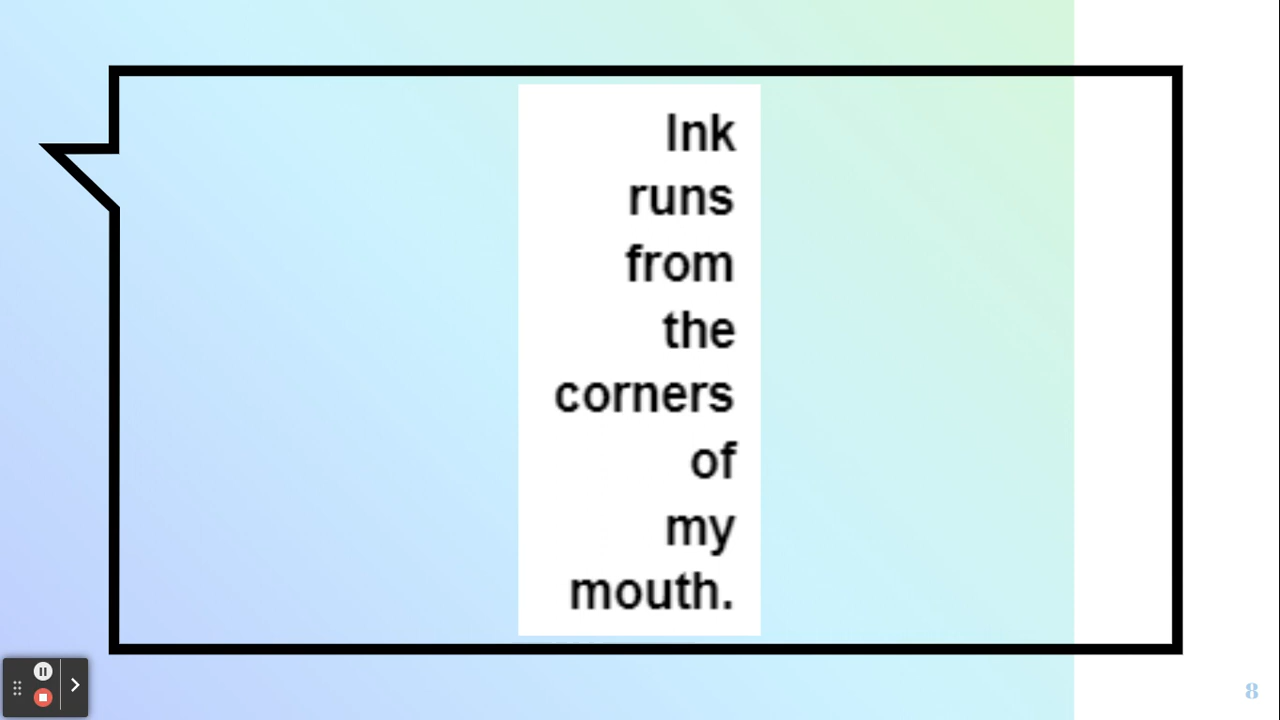 Ink
runs
from
the
corners
of
my
mouth.
8